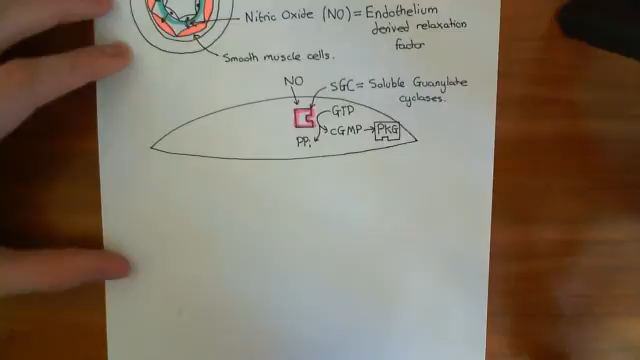 Nitric Oxide (NO) = Endothelium
derived relaxation
factor
Smooth muscle cells.
NO
sGC = Soluble Guanylate
cyclases.
GTP
cGMP → PKG
PPi